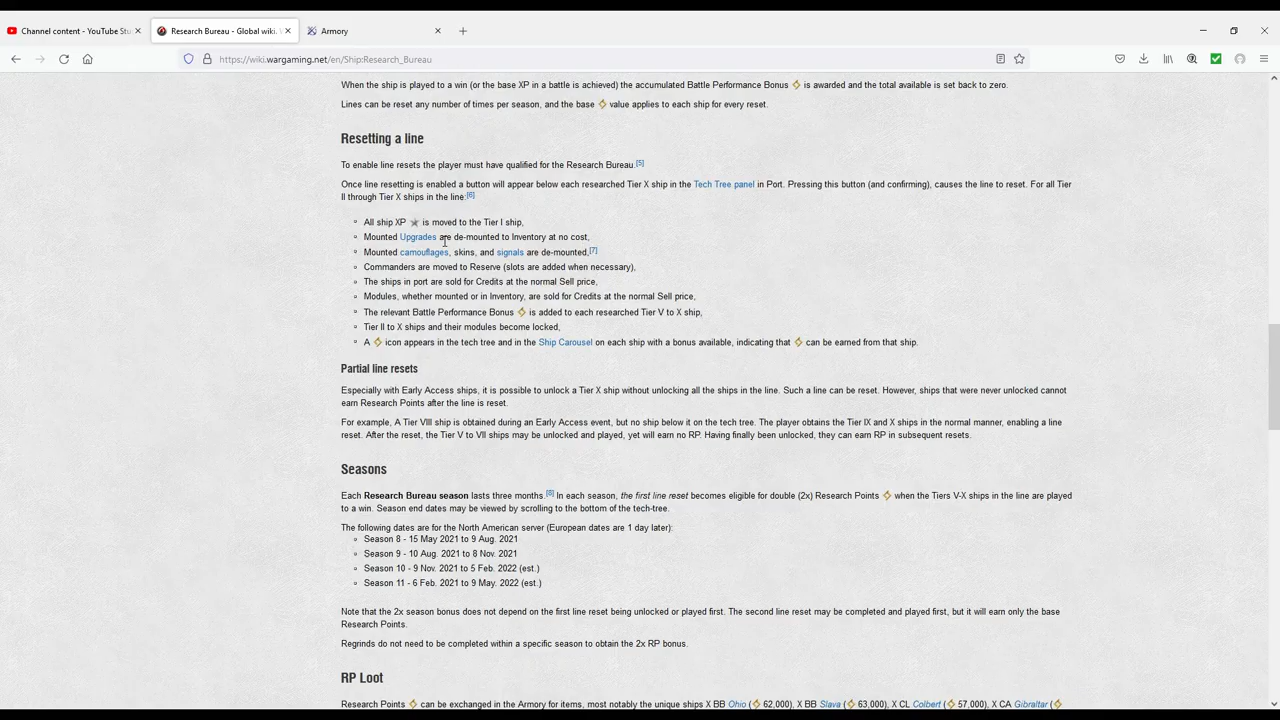 Channel content - YouTube Stu
Research Bureau - Global wiki. W
Armory
https://wiki.wargaming.net/en/Ship:Research_Bureau
When the ship is played to a win (or the base XP in a battle is achieved) the accumulated Battle Performance Bonus is awarded and the total available is set back to zero.
Lines can be reset any number of times per season, and the base value applies to each ship for every reset.
Resetting a line
To enable line resets the player must have qualified for the Research Bureau.[5]
Once line resetting is enabled a button will appear below each researched Tier X ship in the Tech Tree panel in Port. Pressing this button (and confirming), causes the line to reset. For all Tier
II through Tier X ships in the line:[6]
All ship XP is moved to the Tier I ship,
Mounted Upgrades are de-mounted to Inventory at no cost,
Mounted camouflages, skins, and signals are de-mounted,[7]
Commanders are moved to Reserve (slots are added when necessary),
The ships in port are sold for Credits at the normal Sell price,
Modules, whether mounted or in Inventory, are sold for Credits at the normal Sell price,
The relevant Battle Performance Bonus is added to each researched Tier V to X ship,
Tier II to X ships and their modules become locked,
A icon appears in the tech tree and in the Ship Carousel on each ship with a bonus available, indicating that can be earned from that ship.
Partial line resets
Especially with Early Access ships, it is possible to unlock a Tier X ship without unlocking all the ships in the line. Such a line can be reset. However, ships that were never unlocked cannot
earn Research Points after the line is reset.
For example, A Tier VIII ship is obtained during an Early Access event, but no ship below it on the tech tree. The player obtains the Tier IX and X ships in the normal manner, enabling a line
reset. After the reset, the Tier V to VII ships may be unlocked and played, yet will earn no RP. Having finally been unlocked, they can earn RP in subsequent resets.
Seasons
Each Research Bureau season lasts three months.[8] In each season, the first line reset becomes eligible for double (2x) Research Points when the Tiers V-X ships in the line are played
to a win. Season end dates may be viewed by scrolling to the bottom of the tech-tree.
The following dates are for the North American server (European dates are 1 day later):
Season 8 - 15 May 2021 to 9 Aug. 2021
Season 9 - 10 Aug. 2021 to 8 Nov. 2021
Season 10 - 9 Nov. 2021 to 5 Feb. 2022 (est.)
Season 11 - 6 Feb. 2021 to 9 May. 2022 (est.)
Note that the 2x season bonus does not depend on the first line reset being unlocked or played first. The second line reset may be completed and played first, but it will earn only the base
Research Points.
Regrinds do not need to be completed within a specific season to obtain the 2x RP bonus.
RP Loot
Research Points can be exchanged in the Armory for items, most notably the unique ships X BB Ohio ( 62,000), X BB Slava ( 63,000), X CL Colbert ( 57,000), X CA Gibraltar (